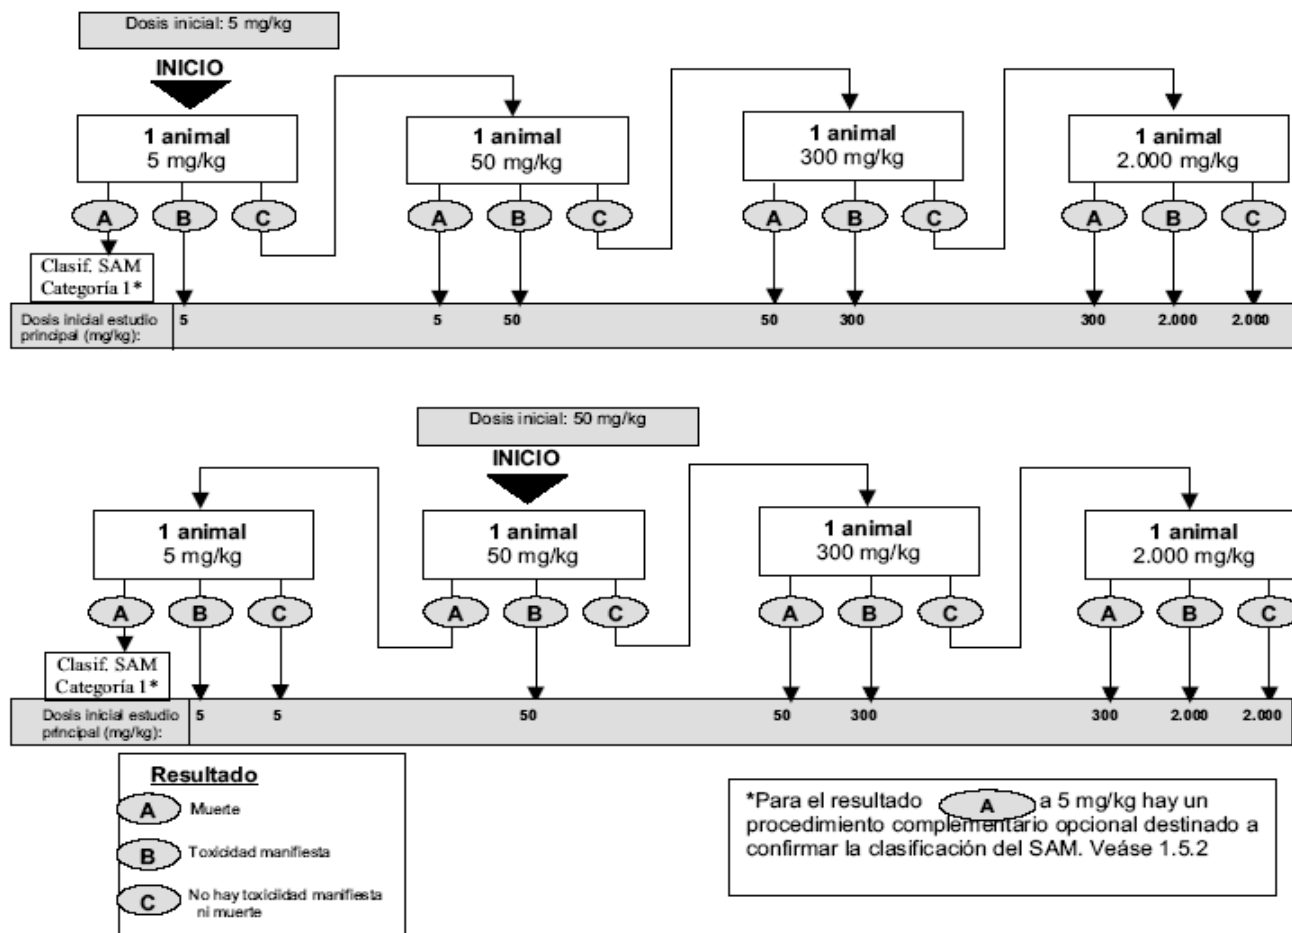 Dosis inicial: 5 mg/kg
INICIO
1 animal
5 mg/kg
1 animal
50 mg/kg
1 animal
300 mg/kg
1 animal
2.000 mg/kg
A B C A B C A B C A B C
Clasif. SAM
Categoría 1*
Dosis inicial estudio
principal (mg/kg):
5 5 50 50 300 300 2.000 2.000
Dosis inicial: 50 mg/kg
INICIO
1 animal
5 mg/kg
1 animal
50 mg/kg
1 animal
300 mg/kg
1 animal
2.000 mg/kg
A B C A B C A B C A B C
Clasif. SAM
Categoría 1*
Dosis inicial estudio
principal (mg/kg):
5 5 50 50 300 300 2.000 2.000
Resultado
A Muerte
B Toxicidad manifiesta
C No hay toxiciidad manifiesta
ni muerte
*Para el resultado A a 5 mg/kg hay un
procedimiento complementario opcional destinado a
confirmar la clasificación del SAM. Veáse 1.5.2